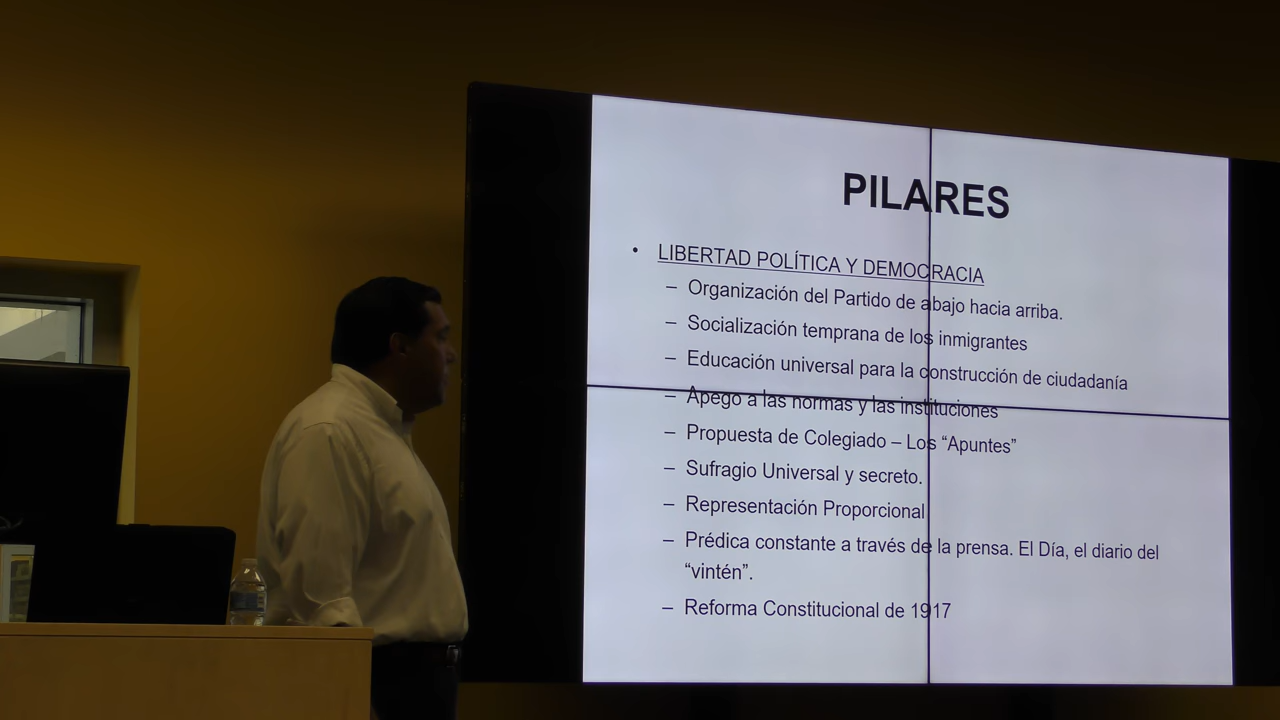 PILARES
• LIBERTAD POLÍTICA Y DEMOCRACIA
– Organización del Partido de abajo hacia arriba.
– Socialización temprana de los inmigrantes
– Educación universal para la construcción de ciudadanía
– Apego a las normas y las instituciones
– Propuesta de Colegiado – Los “Apuntes”
– Sufragio Universal y secreto.
– Representación Proporcional
– Prédica constante a través de la prensa. El Día, el diario del
“vintén”.
– Reforma Constitucional de 1917